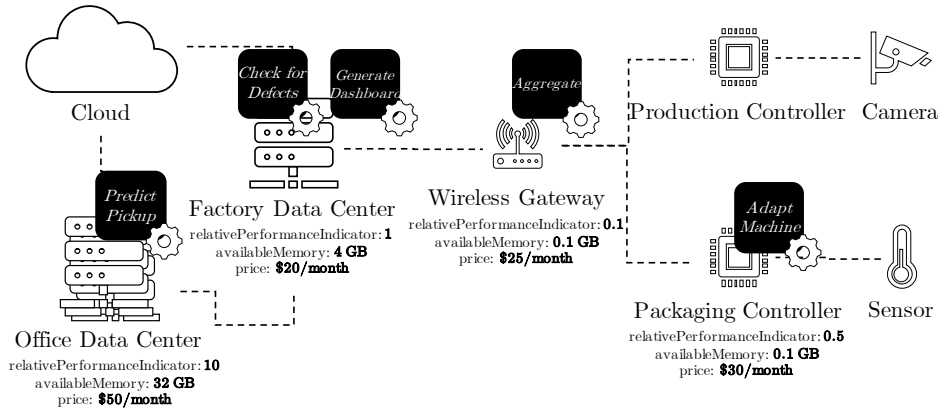 Cloud
Check for
Defects
Generate
Dashboard
Aggregate
Production Controller
Camera
Predict
Pickup
Factory Data Center
relativePerformanceIndicator: 1
availableMemory: 4 GB
price: $20/month
Wireless Gateway
relativePerformanceIndicator: 0.1
availableMemory: 0.1 GB
price: $25/month
Adapt
Machine
Packaging Controller
relativePerformanceIndicator: 0.5
availableMemory: 0.1 GB
price: $30/month
Sensor
Office Data Center
relativePerformanceIndicator: 10
availableMemory: 32 GB
price: $50/month